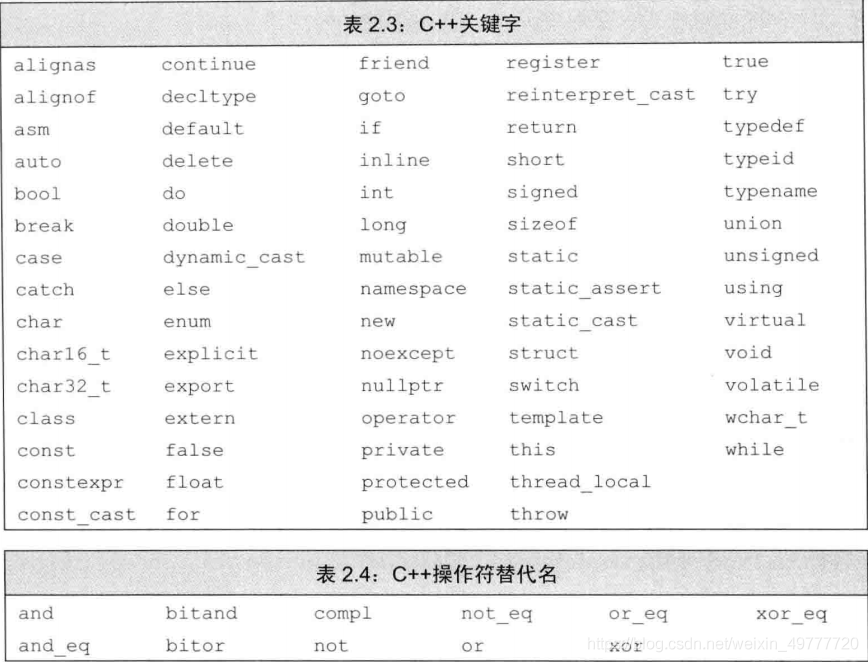 表 2.3：C++关键字
alignas continue friend register true
alignof decltype goto reinterpret_cast try
asm default if return typedef
auto delete inline short typeid
bool do int signed typename
break double long sizeof union
case dynamic_cast mutable static unsigned
catch else namespace static_assert using
char enum new static_cast virtual
char16_t explicit noexcept struct void
char32_t export nullptr switch volatile
class extern operator template wchar_t
const false private this while
constexpr float protected thread_local
const_cast for public throw
表 2.4：C++操作符替代名
and bitand compl not_eq or_eq xor_eq
and_eq bitor not or xor
https://blog.csdn.net/weixin_49777720